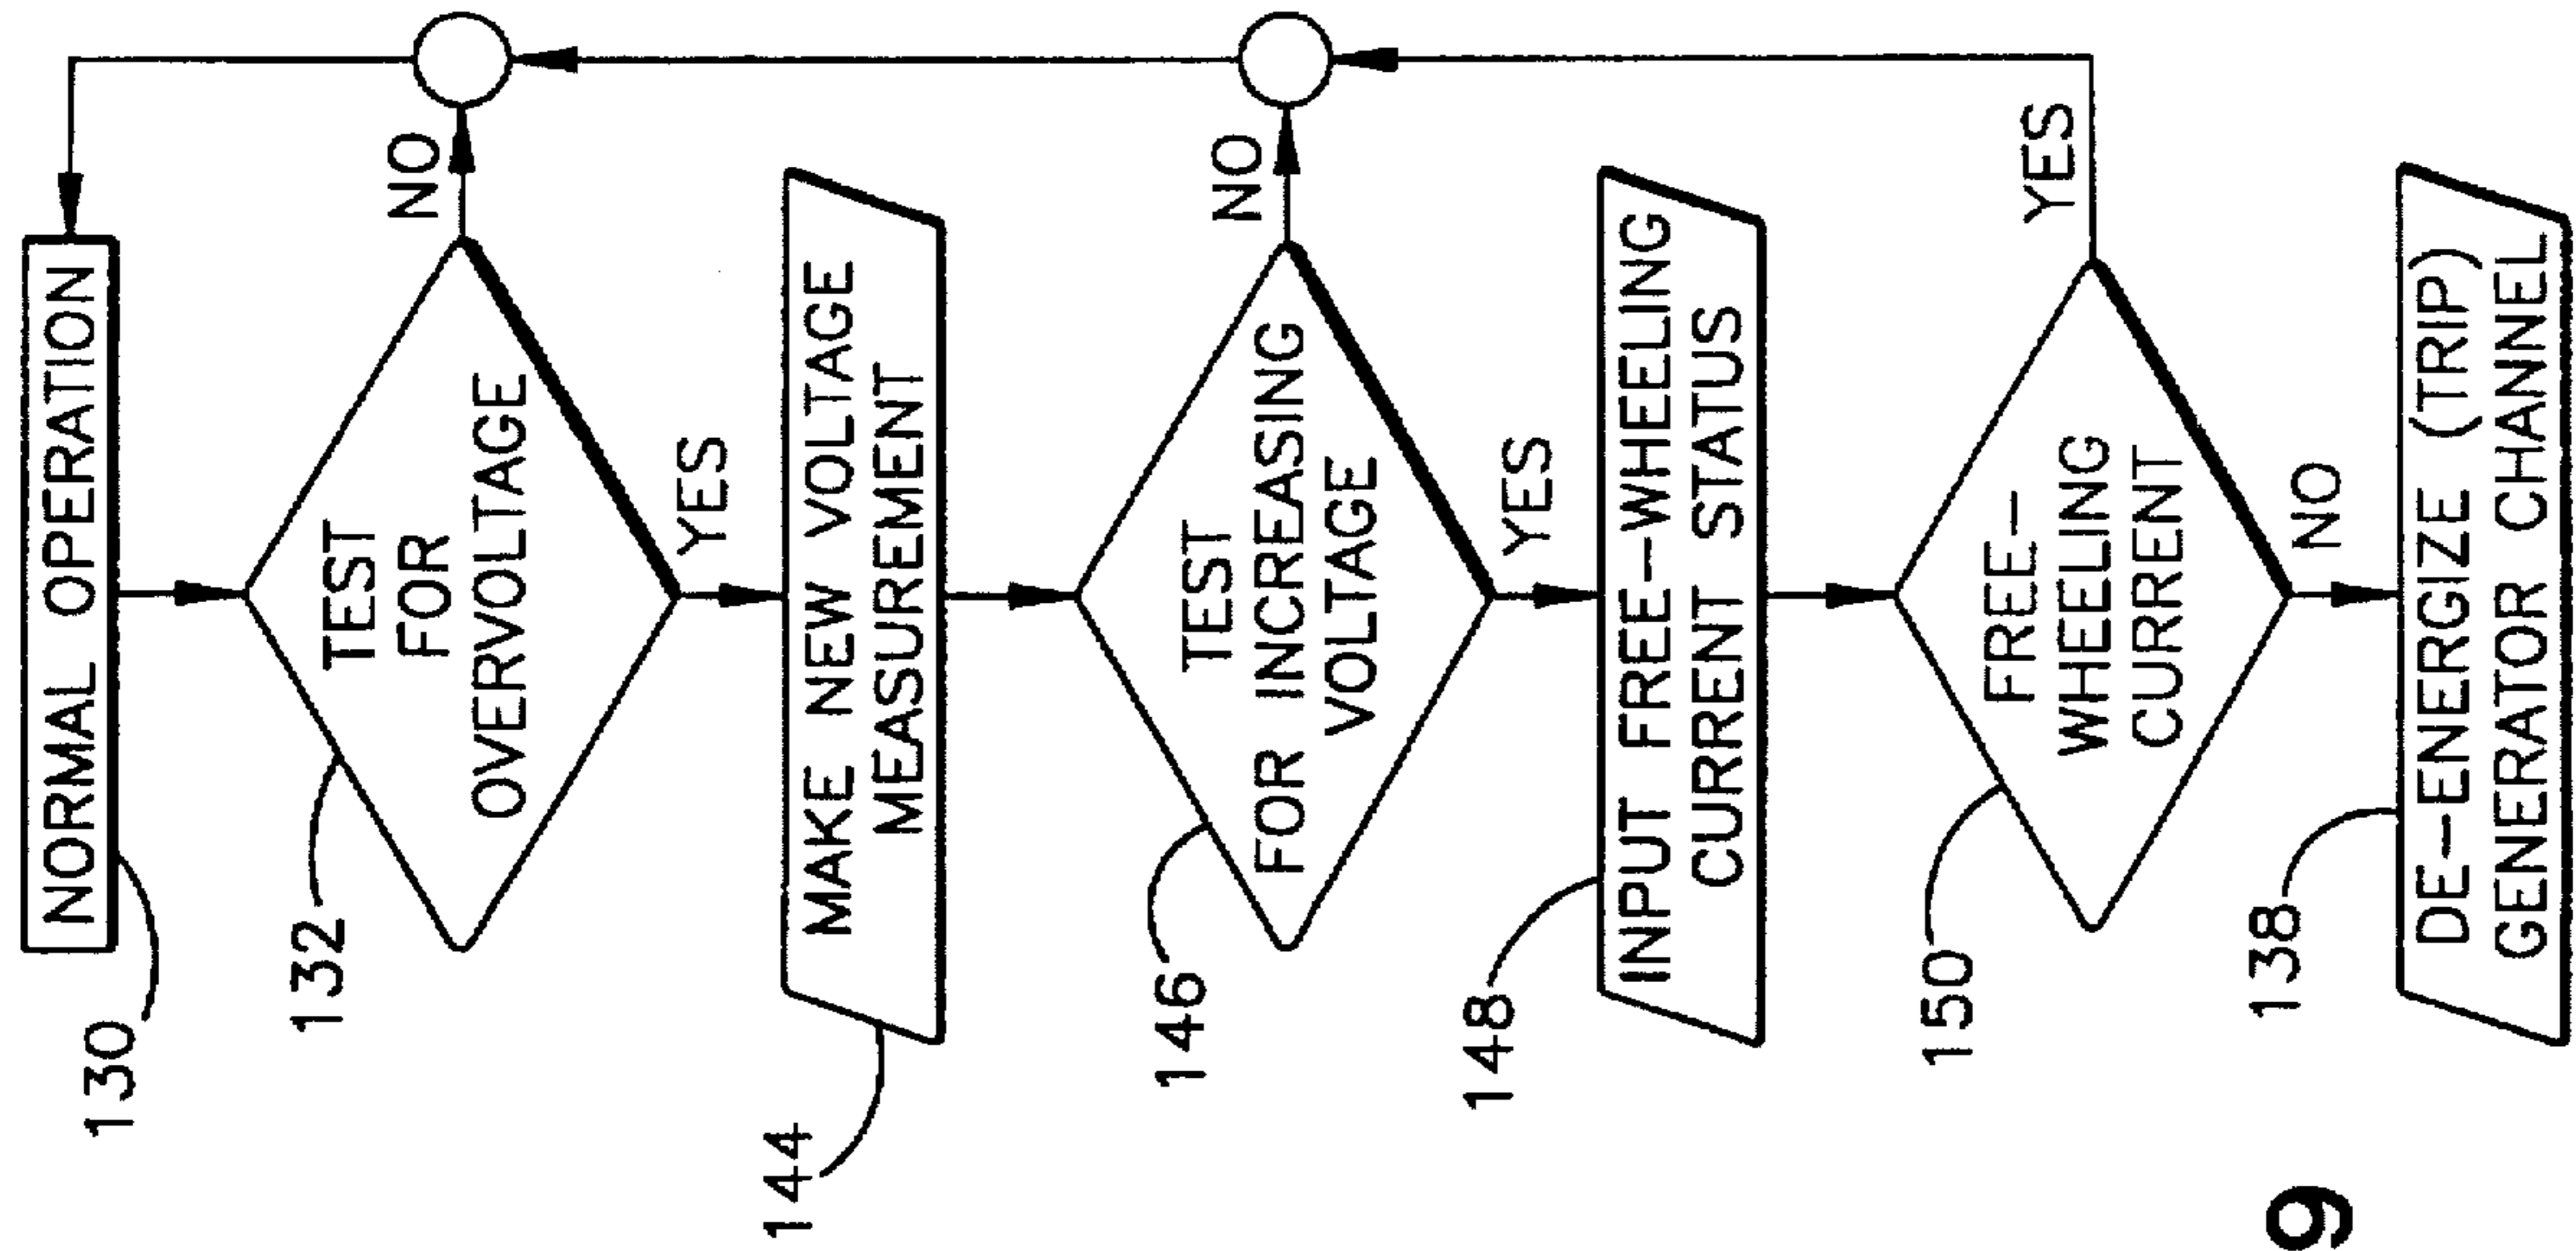 130
NORMAL OPERATION
132
TEST
FOR
OVERVOLTAGE
NO
YES
144
MAKE NEW VOLTAGE
MEASUREMENT
146
TEST
FOR INCREASING
VOLTAGE
NO
YES
148
INPUT FREE-WHEELING
CURRENT STATUS
150
FREE-
WHEELING
CURRENT
YES
NO
138
DE-ENERGIZE (TRIP)
GENERATOR CHANNEL
9